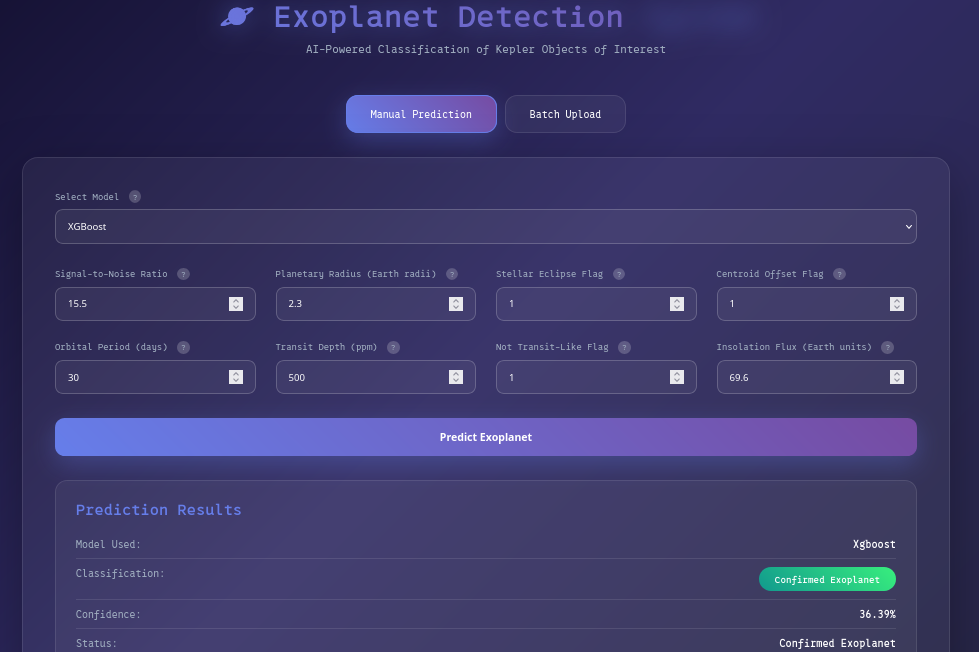 Exoplanet Detection
AI-Powered Classification of Kepler Objects of Interest
Manual Prediction
Batch Upload
Select Model ?
XGBoost
Signal-to-Noise Ratio ?
Planetary Radius (Earth radii) ?
Stellar Eclipse Flag ?
Centroid Offset Flag ?
15.5
2.3
1
1
Orbital Period (days) ?
Transit Depth (ppm) ?
Not Transit-Like Flag ?
Insolation Flux (Earth units) ?
30
500
1
69.6
Predict Exoplanet
Prediction Results
Model Used: Xgboost
Classification: Confirmed Exoplanet
Confidence: 36.39%
Status: Confirmed Exoplanet